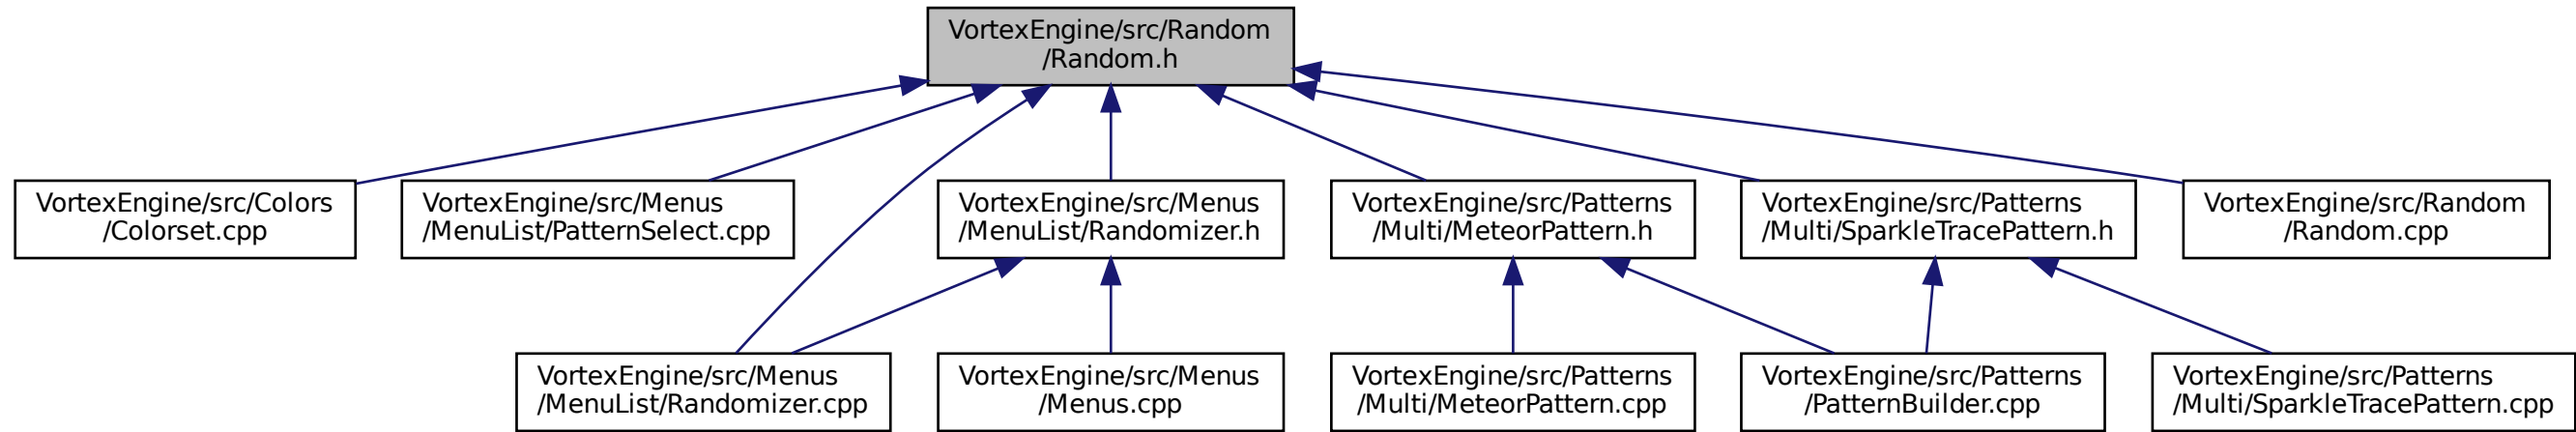 VortexEngine/src/Random
/Random.h
VortexEngine/src/Colors
/Colorset.cpp
VortexEngine/src/Menus
/MenuList/PatternSelect.cpp
VortexEngine/src/Menus
/MenuList/Randomizer.h
VortexEngine/src/Patterns
/Multi/MeteorPattern.h
VortexEngine/src/Patterns
/Multi/SparkleTracePattern.h
VortexEngine/src/Random
/Random.cpp
VortexEngine/src/Menus
/MenuList/Randomizer.cpp
VortexEngine/src/Menus
/Menus.cpp
VortexEngine/src/Patterns
/Multi/MeteorPattern.cpp
VortexEngine/src/Patterns
/PatternBuilder.cpp
VortexEngine/src/Patterns
/Multi/SparkleTracePattern.cpp